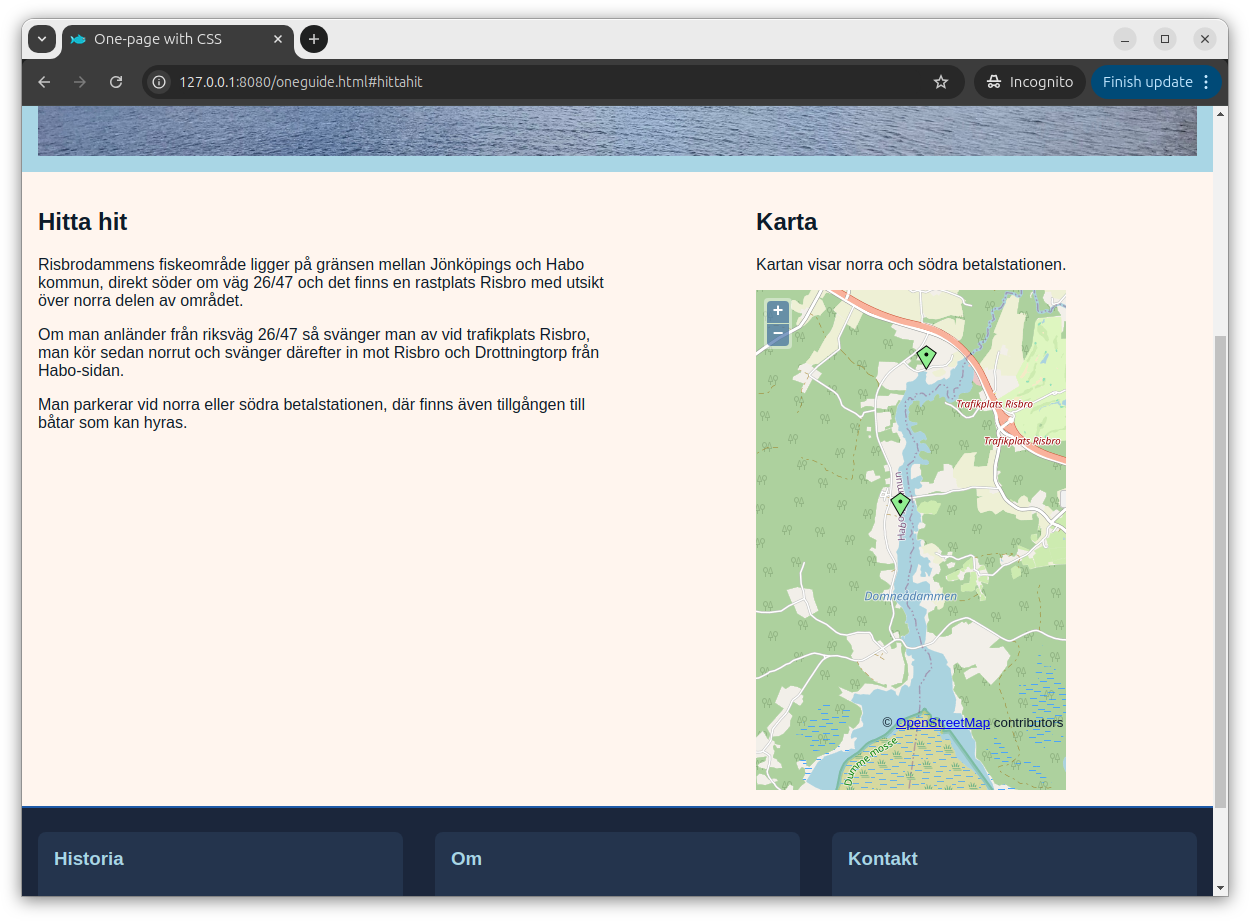 One-page with CSS
127.0.0.1:8080/oneguide.html#hittahit
Incognito
Finish update
Hitta hit
Risbrodammens fiskeområde ligger på gränsen mellan Jönköpings och Habo
kommun, direkt söder om väg 26/47 och det finns en rastplats Risbro med utsikt
över norra delen av området.
Om man anländer från riksväg 26/47 så svänger man av vid trafikplats Risbro,
man kör sedan norrut och svänger därefter in mot Risbro och Drottningtorp från
Habo-sidan.
Man parkerar vid norra eller södra betalstationen, där finns även tillgången till
båtar som kan hyras.
Karta
Kartan visar norra och södra betalstationen.
+
−
Trafikplats Risbro
Trafikplats Risbro
Domneådammen
© OpenStreetMap contributors
Dumme mosse
Historia
Om
Kontakt